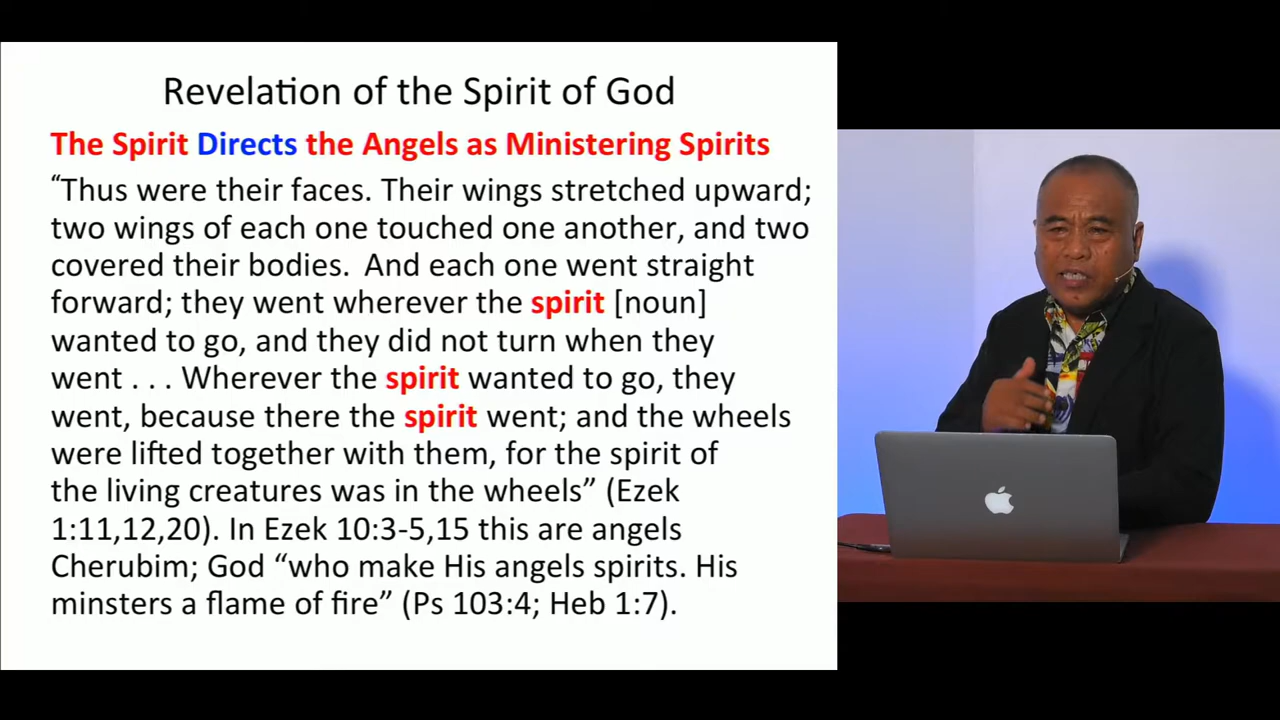 Revelation of the Spirit of God
The Spirit Directs the Angels as Ministering Spirits
“Thus were their faces. Their wings stretched upward;
two wings of each one touched one another, and two
covered their bodies.  And each one went straight
forward; they went wherever the spirit [noun]
wanted to go, and they did not turn when they
went . . . Wherever the spirit wanted to go, they
went, because there the spirit went; and the wheels
were lifted together with them, for the spirit of
the living creatures was in the wheels” (Ezek
1:11,12,20). In Ezek 10:3-5,15 this are angels
Cherubim; God “who make His angels spirits. His
minsters a flame of fire” (Ps 103:4; Heb 1:7).